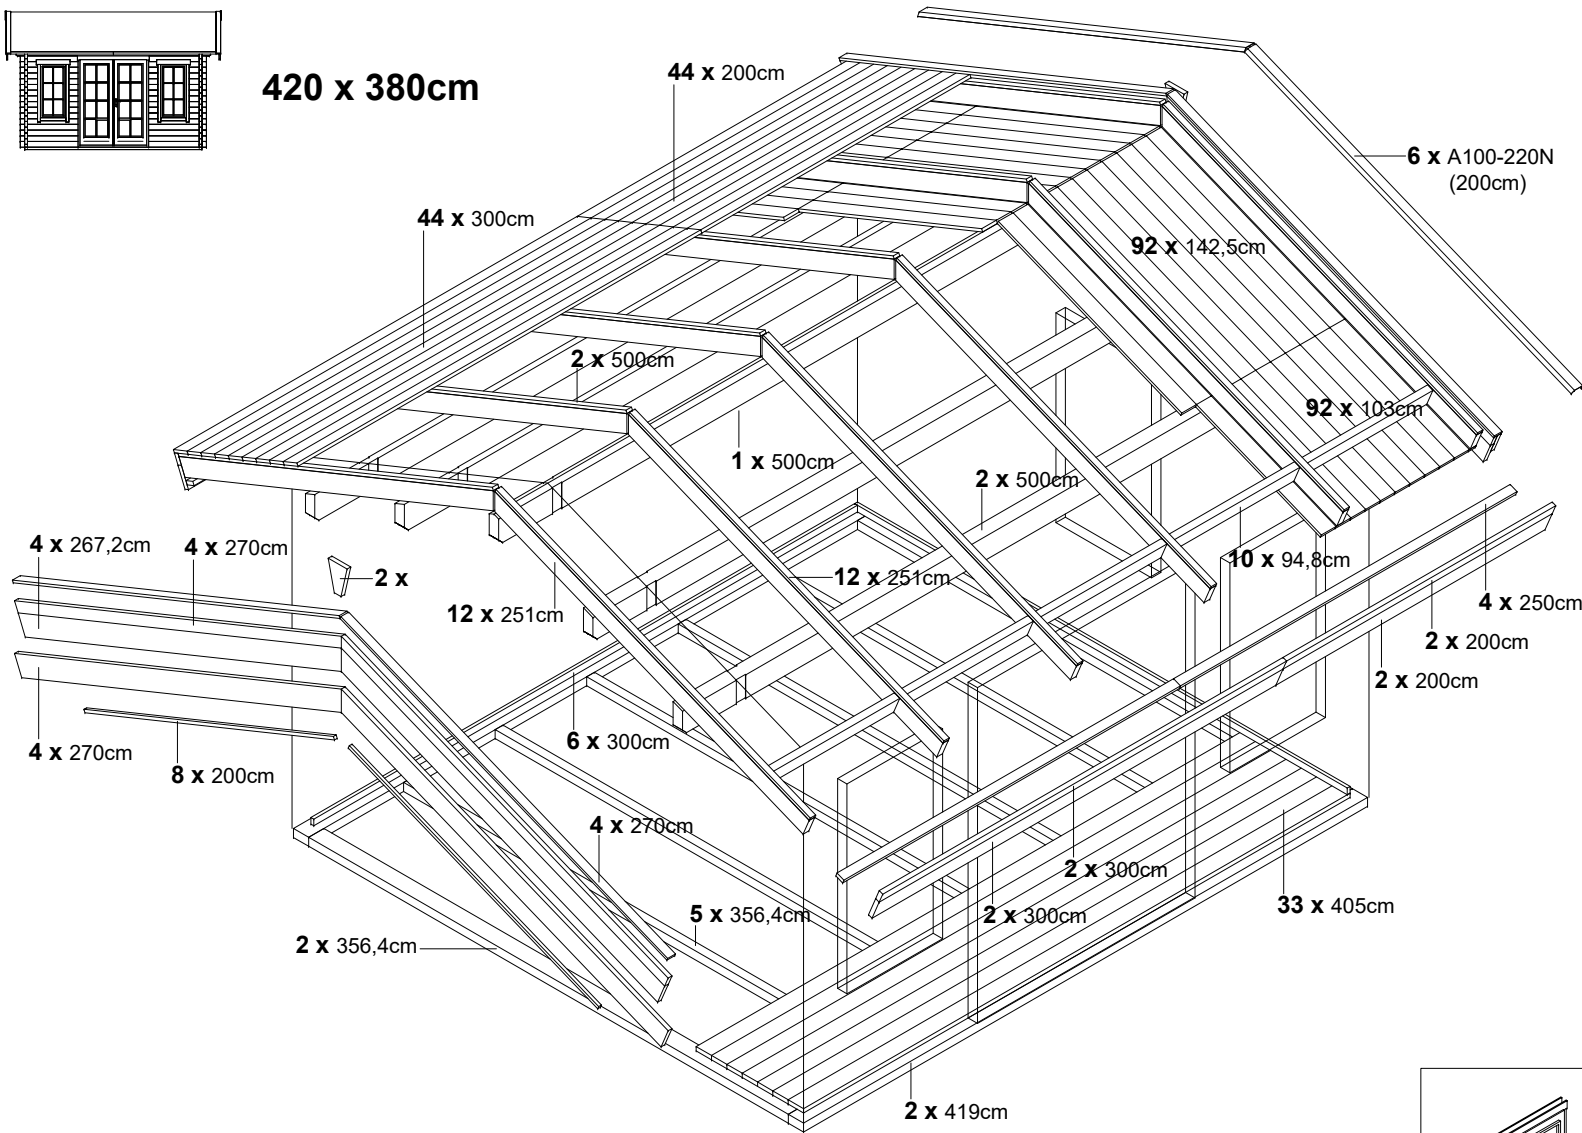 420 x 380cm
44 x 200cm
6 x A100-220N
(200cm)
44 x 300cm
92 x 142,5cm
2 x 500cm
92 x 103cm
1 x 500cm
2 x 500cm
4 x 267,2cm
4 x 270cm
2 x
12 x 251cm
12 x 251cm
10 x 94,8cm
4 x 250cm
2 x 200cm
2 x 200cm
4 x 270cm
8 x 200cm
6 x 300cm
4 x 270cm
2 x 300cm
2 x 300cm
5 x 356,4cm
33 x 405cm
2 x 356,4cm
2 x 419cm